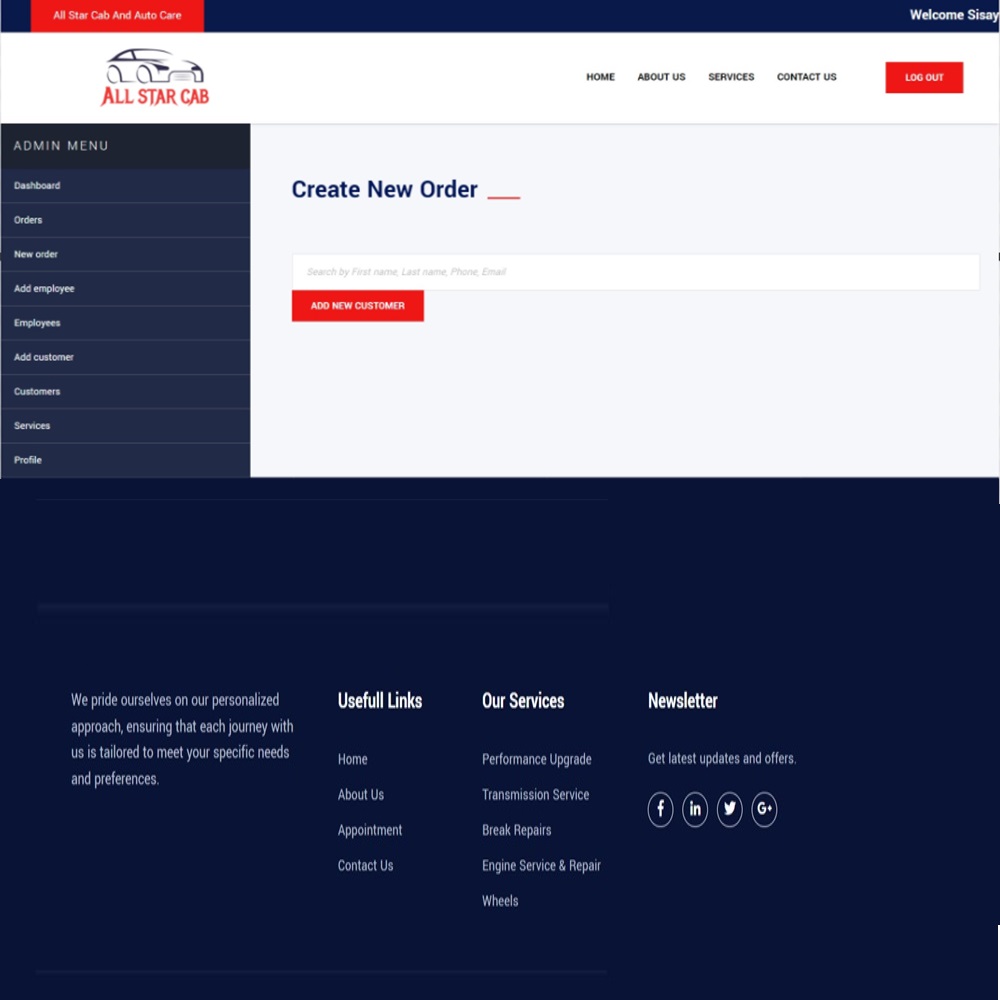 All Star Cab And Auto Care
Welcome Sisay
ALL STAR CAB
HOME ABOUT US SERVICES CONTACT US LOG OUT
ADMIN MENU
Dashboard
Orders
New order
Add employee
Employees
Add customer
Customers
Services
Profile
Create New Order
Search by First name, Last name, Phone, Email
ADD NEW CUSTOMER
We pride ourselves on our personalized
approach, ensuring that each journey with
us is tailored to meet your specific needs
and preferences.
Usefull Links
Home
About Us
Appointment
Contact Us
Our Services
Performance Upgrade
Transmission Service
Break Repairs
Engine Service & Repair
Wheels
Newsletter
Get latest updates and offers.
f in G+